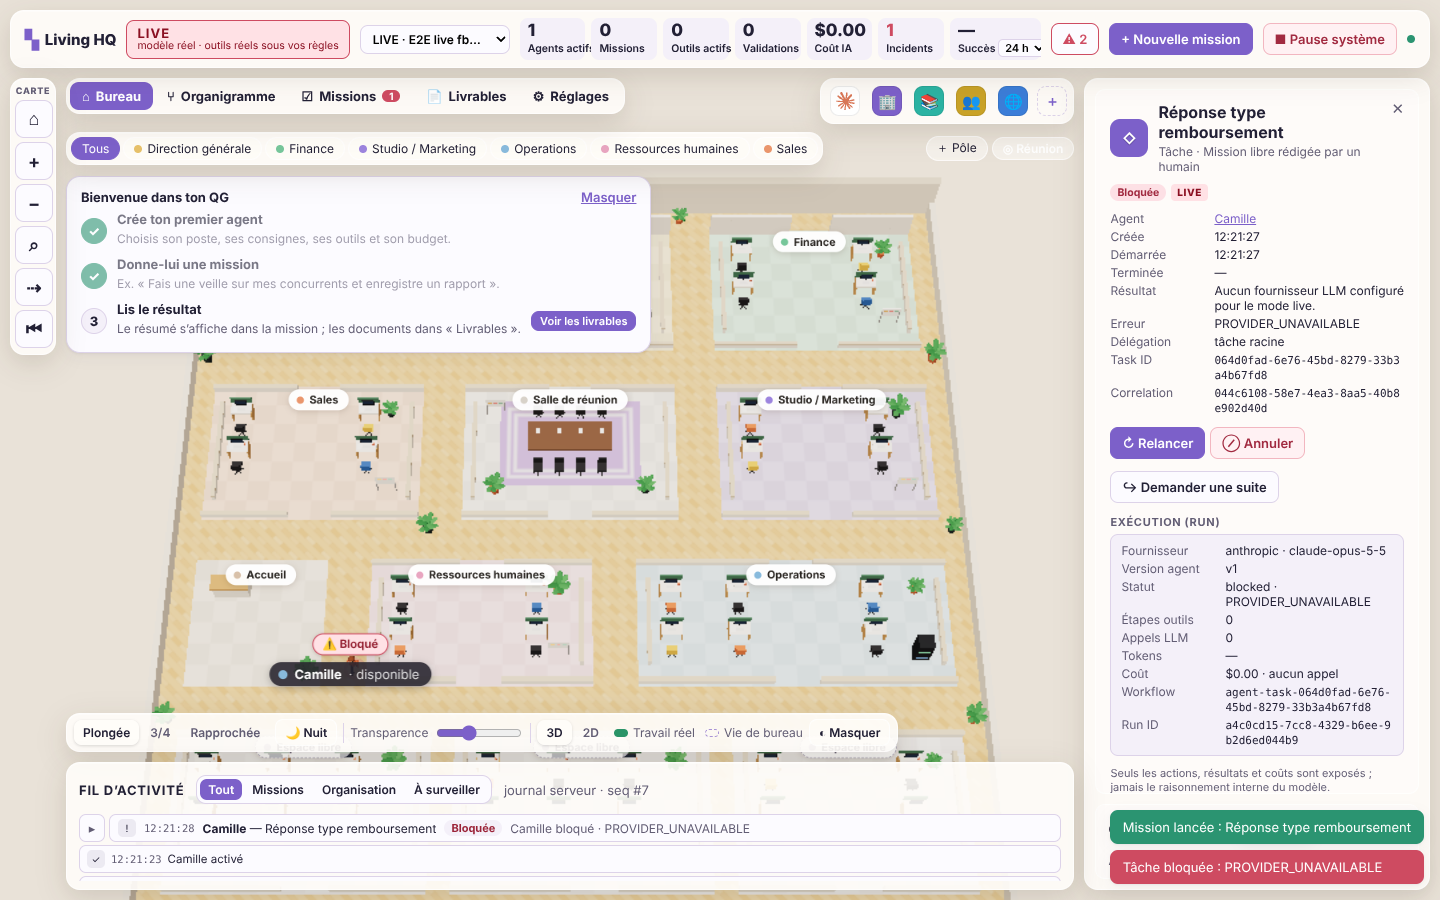 Living HQ
LIVE
modèle réel · outils réels sous vos règles
LIVE · E2E live fb...
1
Agents actifs
0
Missions
0
Outils actifs
0
Validations
$0.00
Coût IA
1
Incidents
—
Succès
24 h
⚠ 2
+ Nouvelle mission
■ Pause système
CARTE
⌂ Bureau
Organigramme
☑ Missions 1
Livrables
⚙ Réglages
+
Tous
Direction générale
Finance
Studio / Marketing
Operations
Ressources humaines
Sales
+ Pôle
◎ Réunion
Bienvenue dans ton QG
Masquer
✓
Crée ton premier agent
Choisis son poste, ses consignes, ses outils et son budget.
✓
Donne-lui une mission
Ex. « Fais une veille sur mes concurrents et enregistre un rapport ».
3
Lis le résultat
Le résumé s’affiche dans la mission ; les documents dans « Livrables ».
Voir les livrables
Finance
Sales
Salle de réunion
Studio / Marketing
Accueil
Ressources humaines
Operations
⚠ Bloqué
Camille · disponible
Plongée
3/4
Rapprochée
🌙 Nuit
Transparence
3D
2D
Travail réel
Vie de bureau
Masquer
Espace libre
Espace libre
Espace libre
FIL D’ACTIVITÉ
Tout
Missions
Organisation
À surveiller
journal serveur · seq #7
▸ ! 12:21:28 Camille — Réponse type remboursement Bloquée Camille bloqué · PROVIDER_UNAVAILABLE
✓ 12:21:23 Camille activé
Réponse type
remboursement
Tâche · Mission libre rédigée par un
humain
✕
Bloquée
LIVE
Agent Camille
Créée 12:21:27
Démarrée 12:21:27
Terminée —
Résultat Aucun fournisseur LLM configuré
pour le mode live.
Erreur PROVIDER_UNAVAILABLE
Délégation tâche racine
Task ID 064d0fad-6e76-45bd-8279-33b3
a4b67fd8
Correlation 044c6108-58e7-4ea3-8aa5-40b8
e902d40d
↻ Relancer
Annuler
↪ Demander une suite
EXÉCUTION (RUN)
Fournisseur anthropic · claude-opus-5-5
Version agent v1
Statut blocked ·
PROVIDER_UNAVAILABLE
Étapes outils 0
Appels LLM 0
Tokens —
Coût $0.00 · aucun appel
Workflow agent-task-064d0fad-6e76-
45bd-8279-33b3a4b67fd8
Run ID a4c0cd15-7cc8-4329-b6ee-9
b2d6ed044b9
Seuls les actions, résultats et coûts sont exposés ;
jamais le raisonnement interne du modèle.
Mission lancée : Réponse type remboursement
Tâche bloquée : PROVIDER_UNAVAILABLE